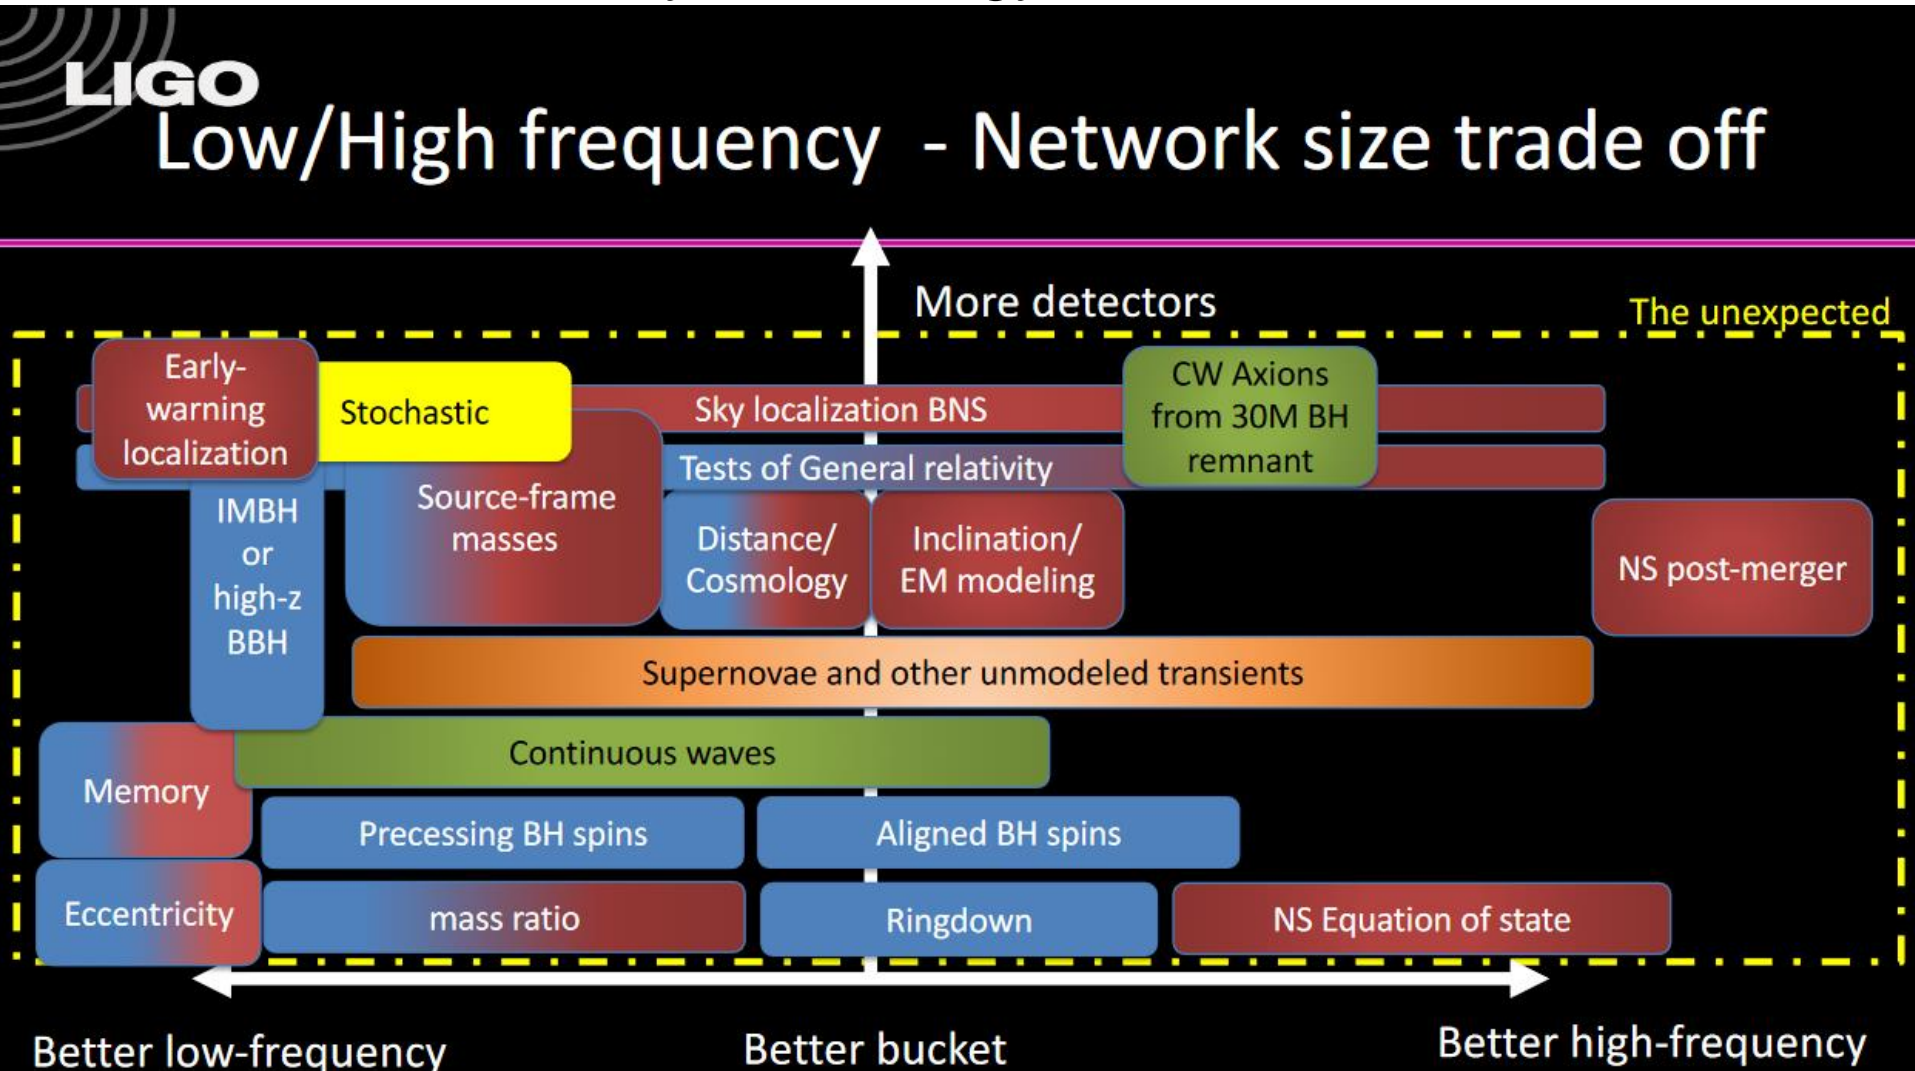 LIGO
Low/High frequency - Network size trade off
More detectors
The unexpected
Early-
warning
localization
Stochastic
Sky localization BNS
CW Axions
from 30M BH
remnant
Tests of General relativity
IMBH
or
high-z
BBH
Source-frame
masses
Distance/
Cosmology
Inclination/
EM modeling
NS post-merger
Supernovae and other unmodeled transients
Continuous waves
Memory
Precessing BH spins
Aligned BH spins
Eccentricity
mass ratio
Ringdown
NS Equation of state
Better low-frequency
Better bucket
Better high-frequency